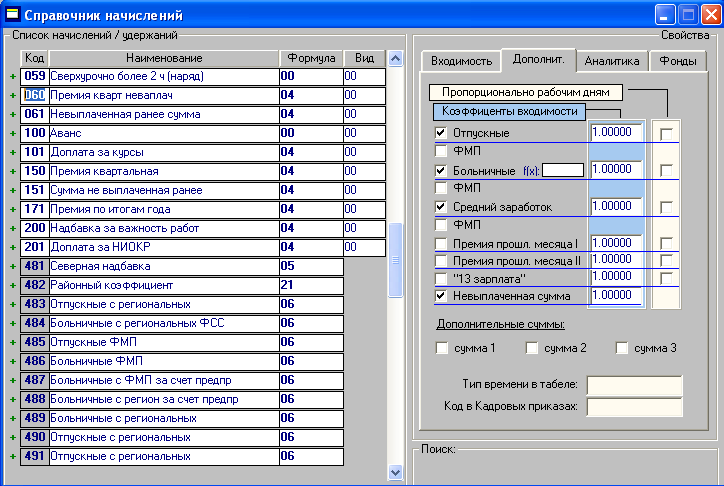 Справочник начислений
Список начислений / удержаний
Код Наименование Формула Вид
+ 059 Сверхурочно более 2 ч (наряд) 00 00
+ 060 Премия кварт неваплач 04 00
+ 061 Невыплаченная ранее сумма 04 00
+ 100 Аванс 00 00
+ 101 Доплата за курсы 04 00
+ 150 Премия квартальная 04 00
+ 151 Сумма не выплаченная ранее 04 00
+ 171 Премия по итогам года 04 00
+ 200 Надбавка за важность работ 04 00
+ 201 Доплата за НИОКР 04 00
+ 481 Северная надбавка 05
+ 482 Районный коэффициент 21
+ 483 Отпускные с региональных 06
+ 484 Больничные с региональных ФСС 06
+ 485 Отпускные ФМП 06
+ 486 Больничные ФМП 06
+ 487 Больничные с ФМП за счет предпр 06
+ 488 Больничные с регион за счет предпр 06
+ 489 Больничные с региональных 06
+ 490 Отпускные с региональных 06
+ 491 Отпускные с региональных 06
Свойства
Входимость Дополнит. Аналитика Фонды
Пропорционально рабочим дням
Коэффиценты входимости
Отпускные 1.00000
ФМП
Больничные f(x): 1.00000
ФМП
Средний заработок 1.00000
ФМП
Премия прошл. месяца I 1.00000
Премия прошл. месяца II 1.00000
"13 зарплата" 1.00000
Невыплаченная сумма 1.00000
Дополнительные суммы:
сумма 1 сумма 2 сумма 3
Тип времени в табеле:
Код в Кадровых приказах:
Поиск: